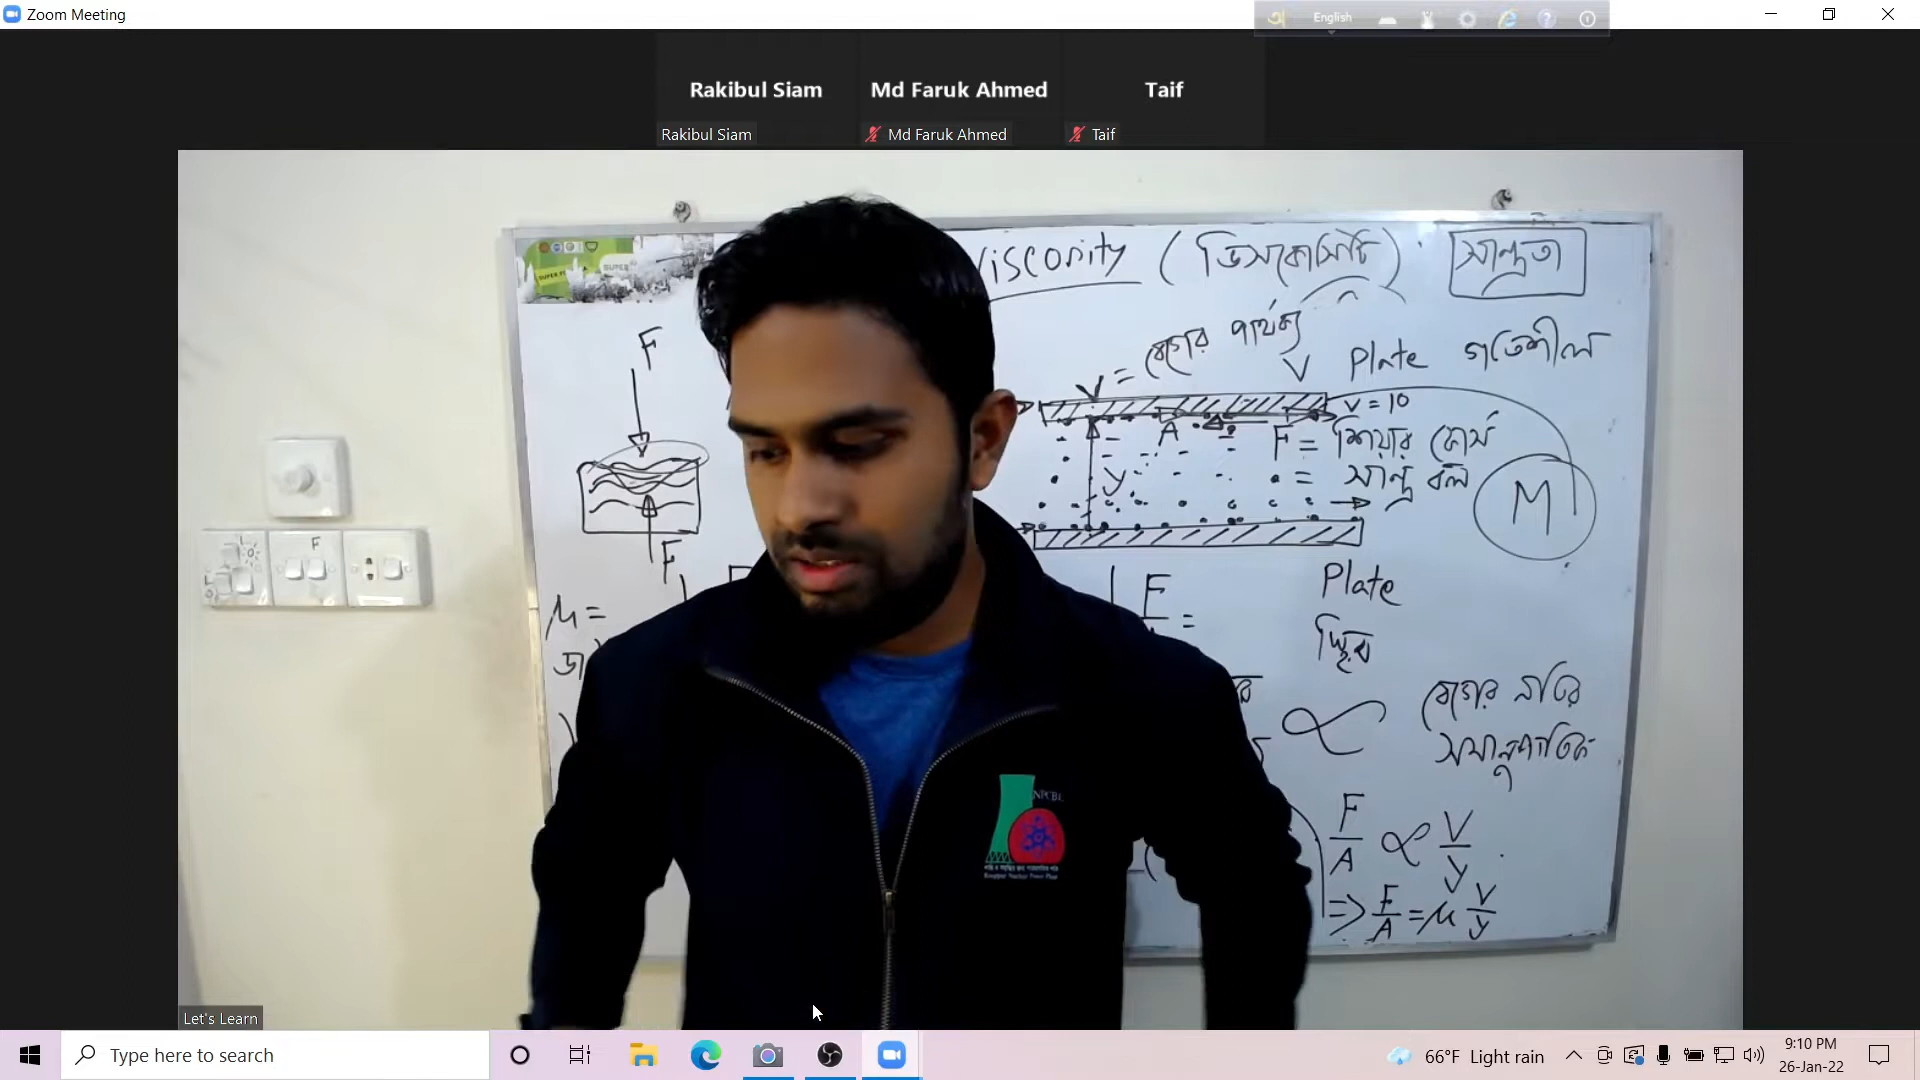 Zoom Meeting
English
Rakibul Siam
Md Faruk Ahmed
Taif
Rakibul Siam
Md Faruk Ahmed
Taif
Viscosity (ভিসকোসিটি) সান্দ্রতা
F
V = বেগের পার্থক্য
V Plate গতিশীল
V = 10
A
F = শিয়ার ফোর্স
= সান্দ্র বল
y
M
F
Plate
স্থির
μ =
F
=
∝ বেগের নতির
সমানুপাতিক
F/A ∝ V/y
=> F/A = μ V/y
NPCBL
Let's Learn
Type here to search
66°F Light rain
9:10 PM
26-Jan-22